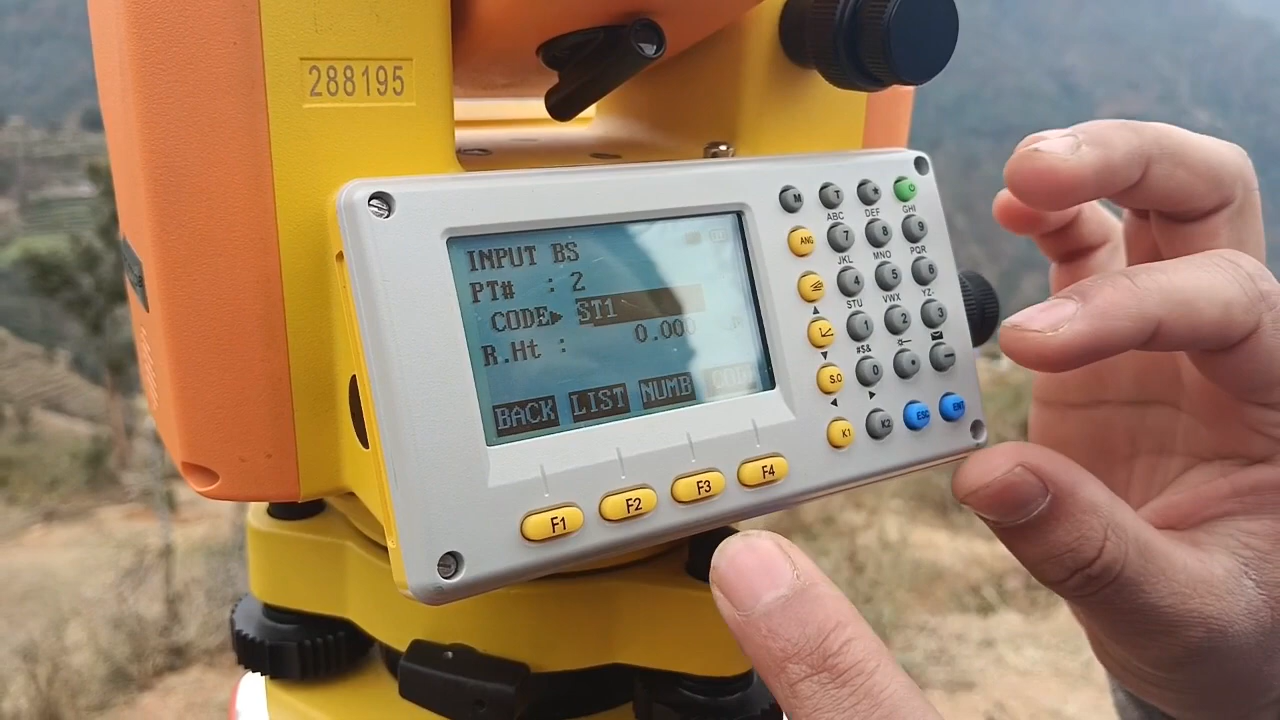 288195
INPUT BS
PT# : 2
CODE▶ ST1
R.Ht : 0.000
BACK LIST NUMB
F1 F2 F3 F4
M T ★
ABC DEF GHI
ANG 7 8 9
JKL MNO PQR
4 5 6
STU VWX YZ-
1 2 3
#$&
S.O 0 • −
K1 K2 ESC ENT